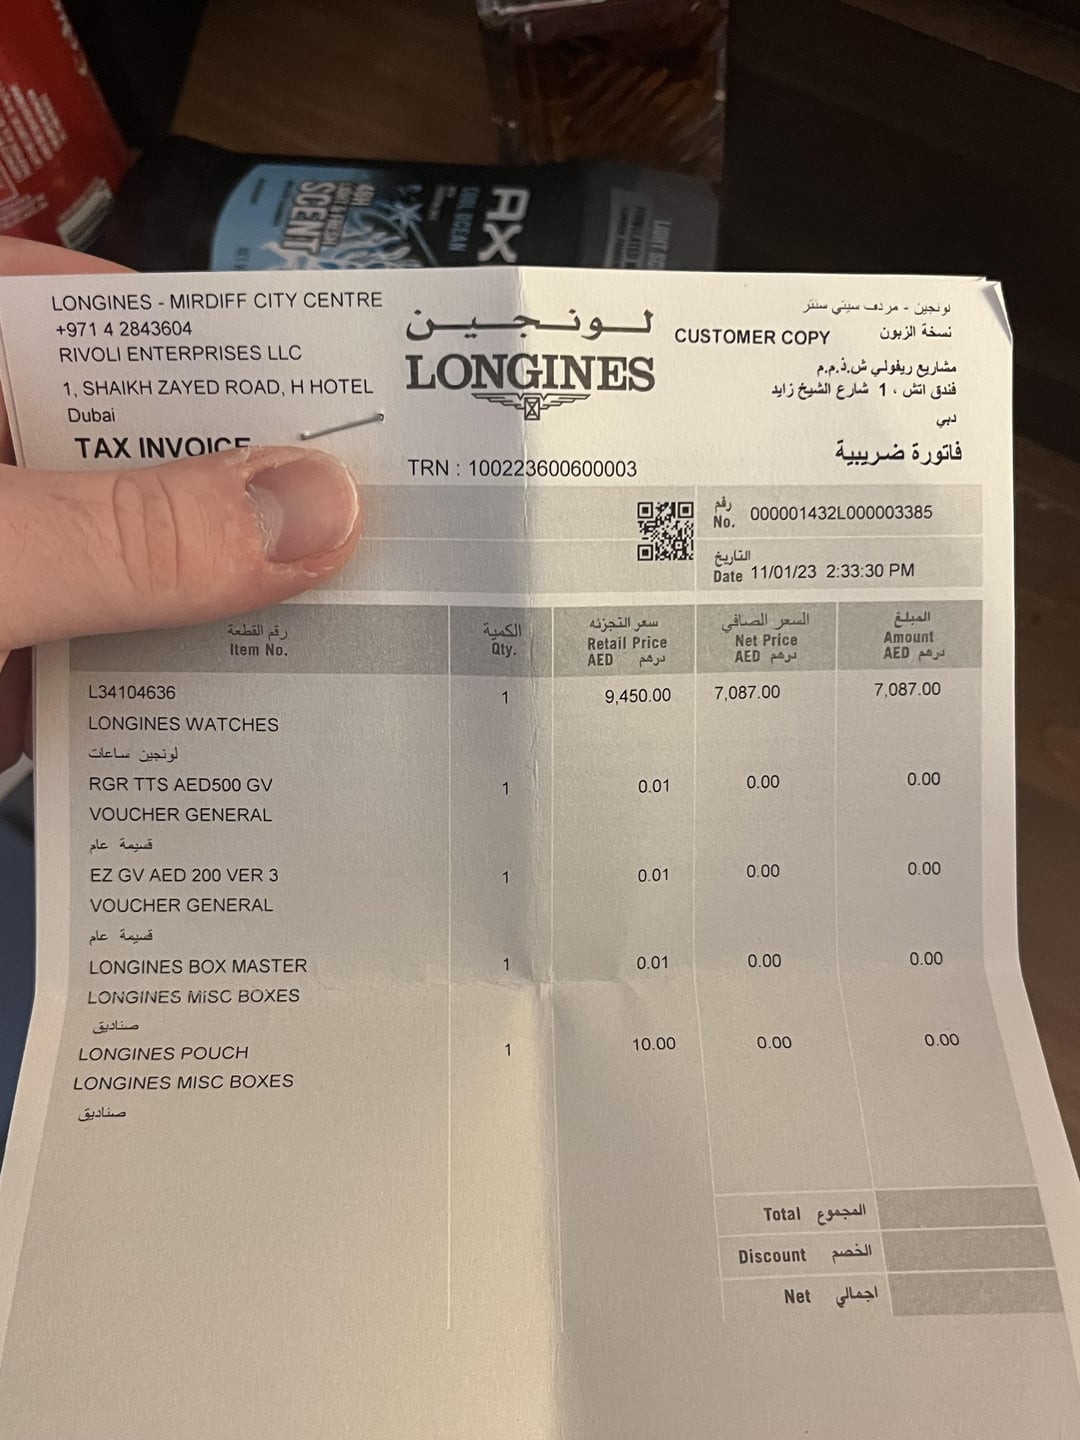 LONGINES - MIRDIFF CITY CENTRE
+971 4 2843604
RIVOLI ENTERPRISES LLC
1, SHAIKH ZAYED ROAD, H HOTEL
Dubai
TAX INVOICE
لونجين
LONGINES
TRN : 100223600600003
CUSTOMER COPY
لونجين - مردف سيتي سنتر
نسخة الزبون
مشاريع ريفولي ش.ذ.م.م
فندق اتش ، 1 شارع الشيخ زايد
دبي
فاتورة ضريبية
رقم
No. 000001432L000003385
التاريخ
Date 11/01/23 2:33:30 PM
رقم القطعة الكمية سعر التجزئه السعر الصافي المبلغ
Item No. Qty. Retail Price Net Price Amount
AED درهم AED درهم AED درهم
L34104636 1 9,450.00 7,087.00 7,087.00
LONGINES WATCHES
لونجين ساعات
RGR TTS AED500 GV 1 0.01 0.00 0.00
VOUCHER GENERAL
قسيمة عام
EZ GV AED 200 VER 3 1 0.01 0.00 0.00
VOUCHER GENERAL
قسيمة عام
LONGINES BOX MASTER 1 0.01 0.00 0.00
LONGINES MISC BOXES
صناديق
LONGINES POUCH 1 10.00 0.00 0.00
LONGINES MISC BOXES
صناديق
Total المجموع
Discount الخصم
Net اجمالي
AX
COOL OCEAN
48H
SCENT